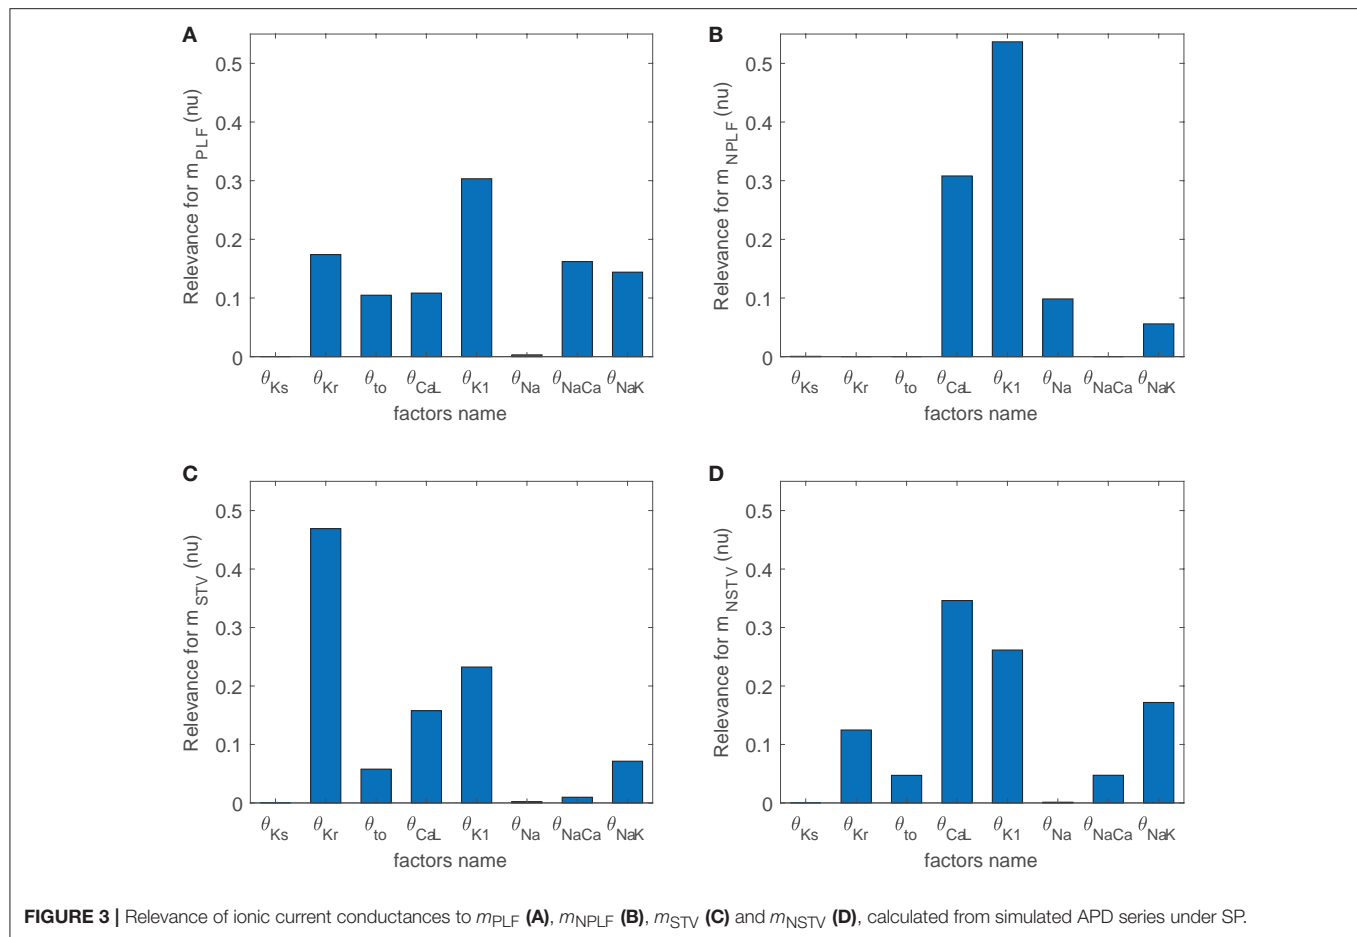 A
Relevance for m_PLF (nu)
0.5
0.4
0.3
0.2
0.1
0
θ_Ks θ_Kr θ_to θ_CaL θ_K1 θ_Na θ_NaCa θ_NaK
factors name
B
Relevance for m_NPLF (nu)
0.5
0.4
0.3
0.2
0.1
0
θ_Ks θ_Kr θ_to θ_CaL θ_K1 θ_Na θ_NaCa θ_NaK
factors name
C
Relevance for m_STV (nu)
0.5
0.4
0.3
0.2
0.1
0
θ_Ks θ_Kr θ_to θ_CaL θ_K1 θ_Na θ_NaCa θ_NaK
factors name
D
Relevance for m_NSTV (nu)
0.5
0.4
0.3
0.2
0.1
0
θ_Ks θ_Kr θ_to θ_CaL θ_K1 θ_Na θ_NaCa θ_NaK
factors name
FIGURE 3 | Relevance of ionic current conductances to m_PLF (A), m_NPLF (B), m_STV (C) and m_NSTV (D), calculated from simulated APD series under SP.